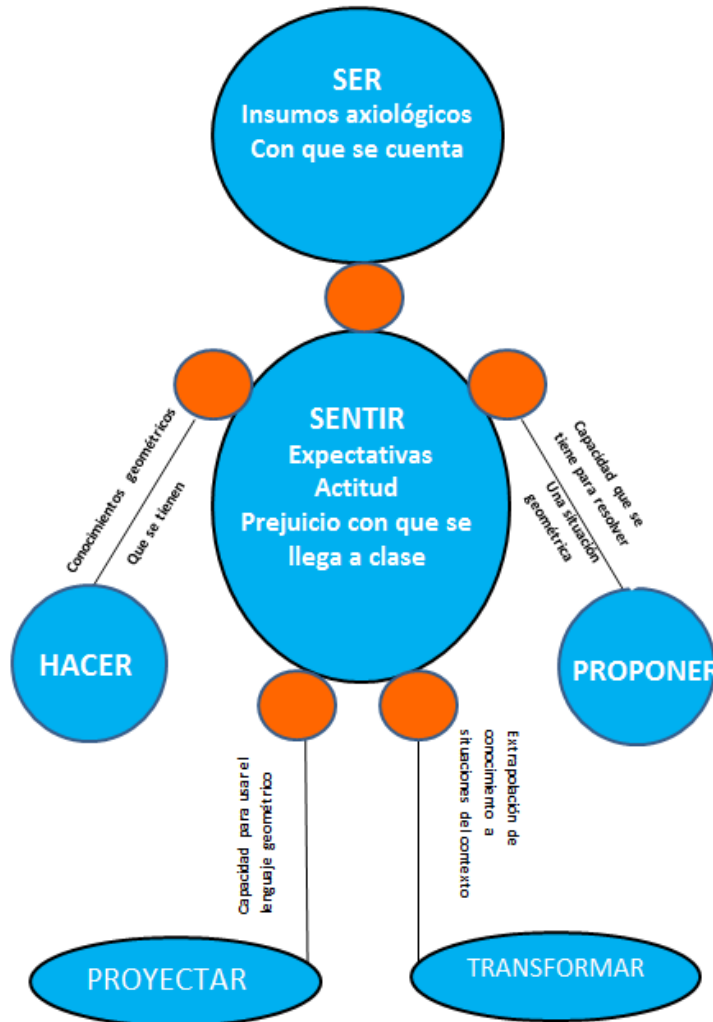 SER
Insumos axiológicos
Con que se cuenta
SENTIR
Expectativas
Actitud
Prejuicio con que se
llega a clase
Conocimientos geométricos
Que se tienen
HACER
Capacidad que se
tiene para resolver
Una situación
geométrica
PROPONER
Capacidad para usar el
lenguaje geométrico
PROYECTAR
Extrapolación de
conocimiento a
situaciones del contexto
TRANSFORMAR